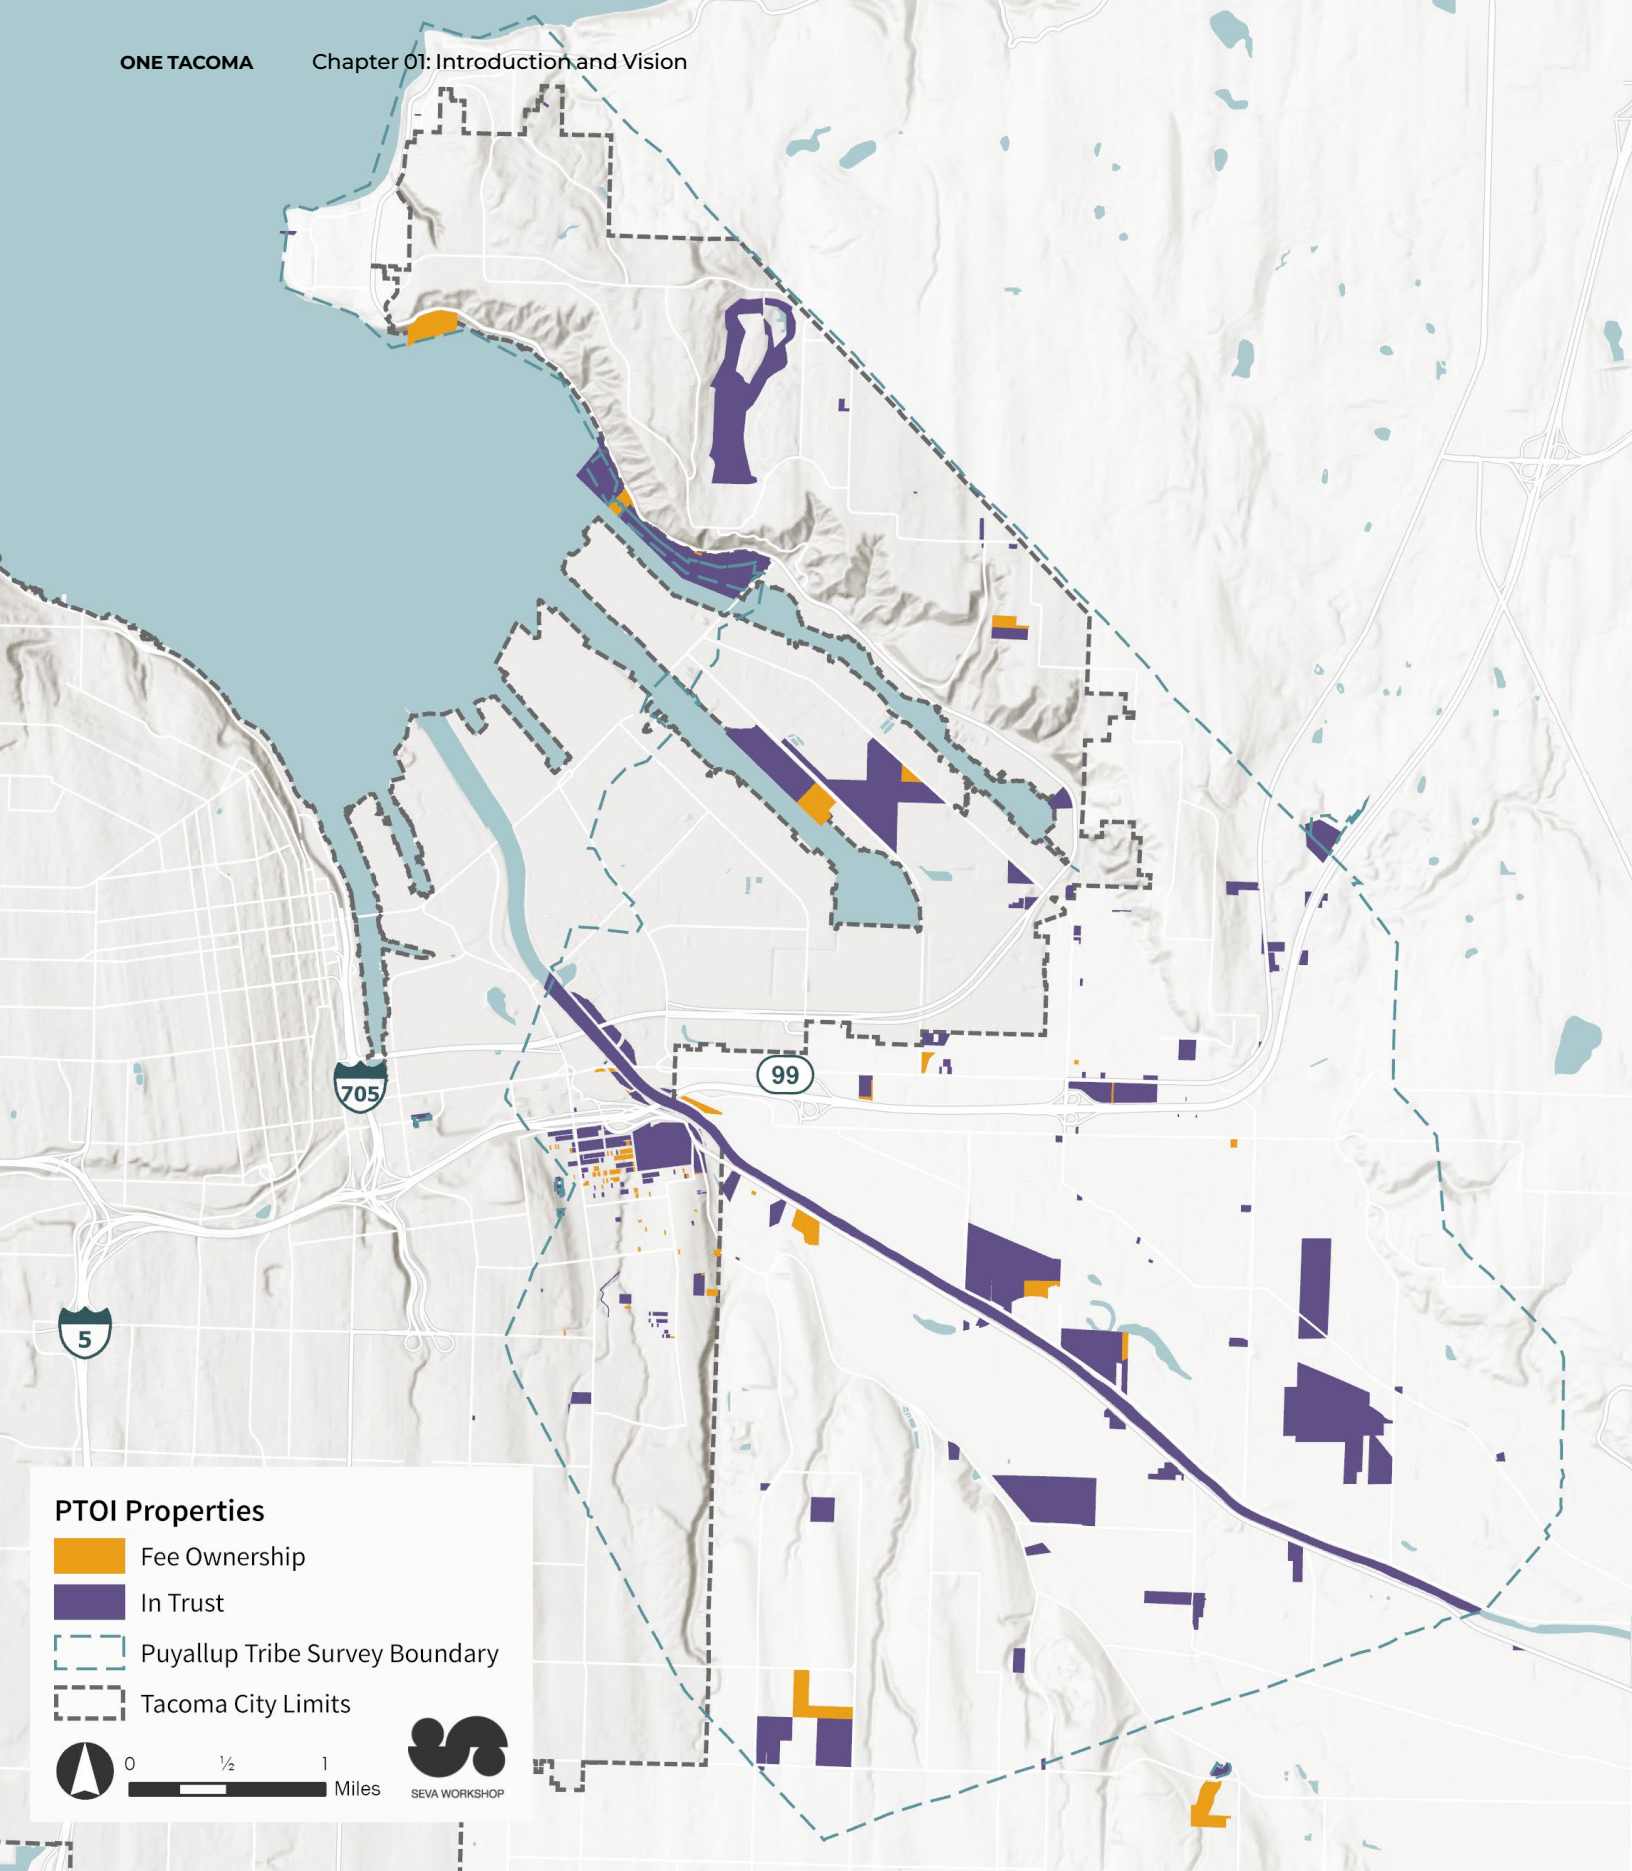 ONE TACOMA Chapter 01: Introduction and Vision
99
705
5
PTOI Properties
Fee Ownership
In Trust
Puyallup Tribe Survey Boundary
Tacoma City Limits
0 ½ 1
Miles
SEVA WORKSHOP